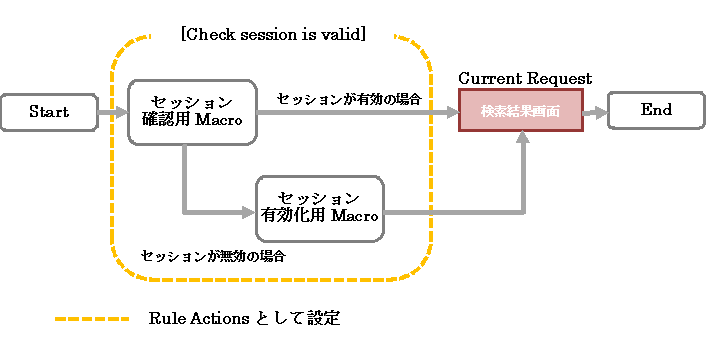 [Check session is valid]
Current Request
Start
セッション
確認用 Macro
セッションが有効の場合
検索結果画面
End
セッション
有効化用 Macro
セッションが無効の場合
Rule Actions として設定